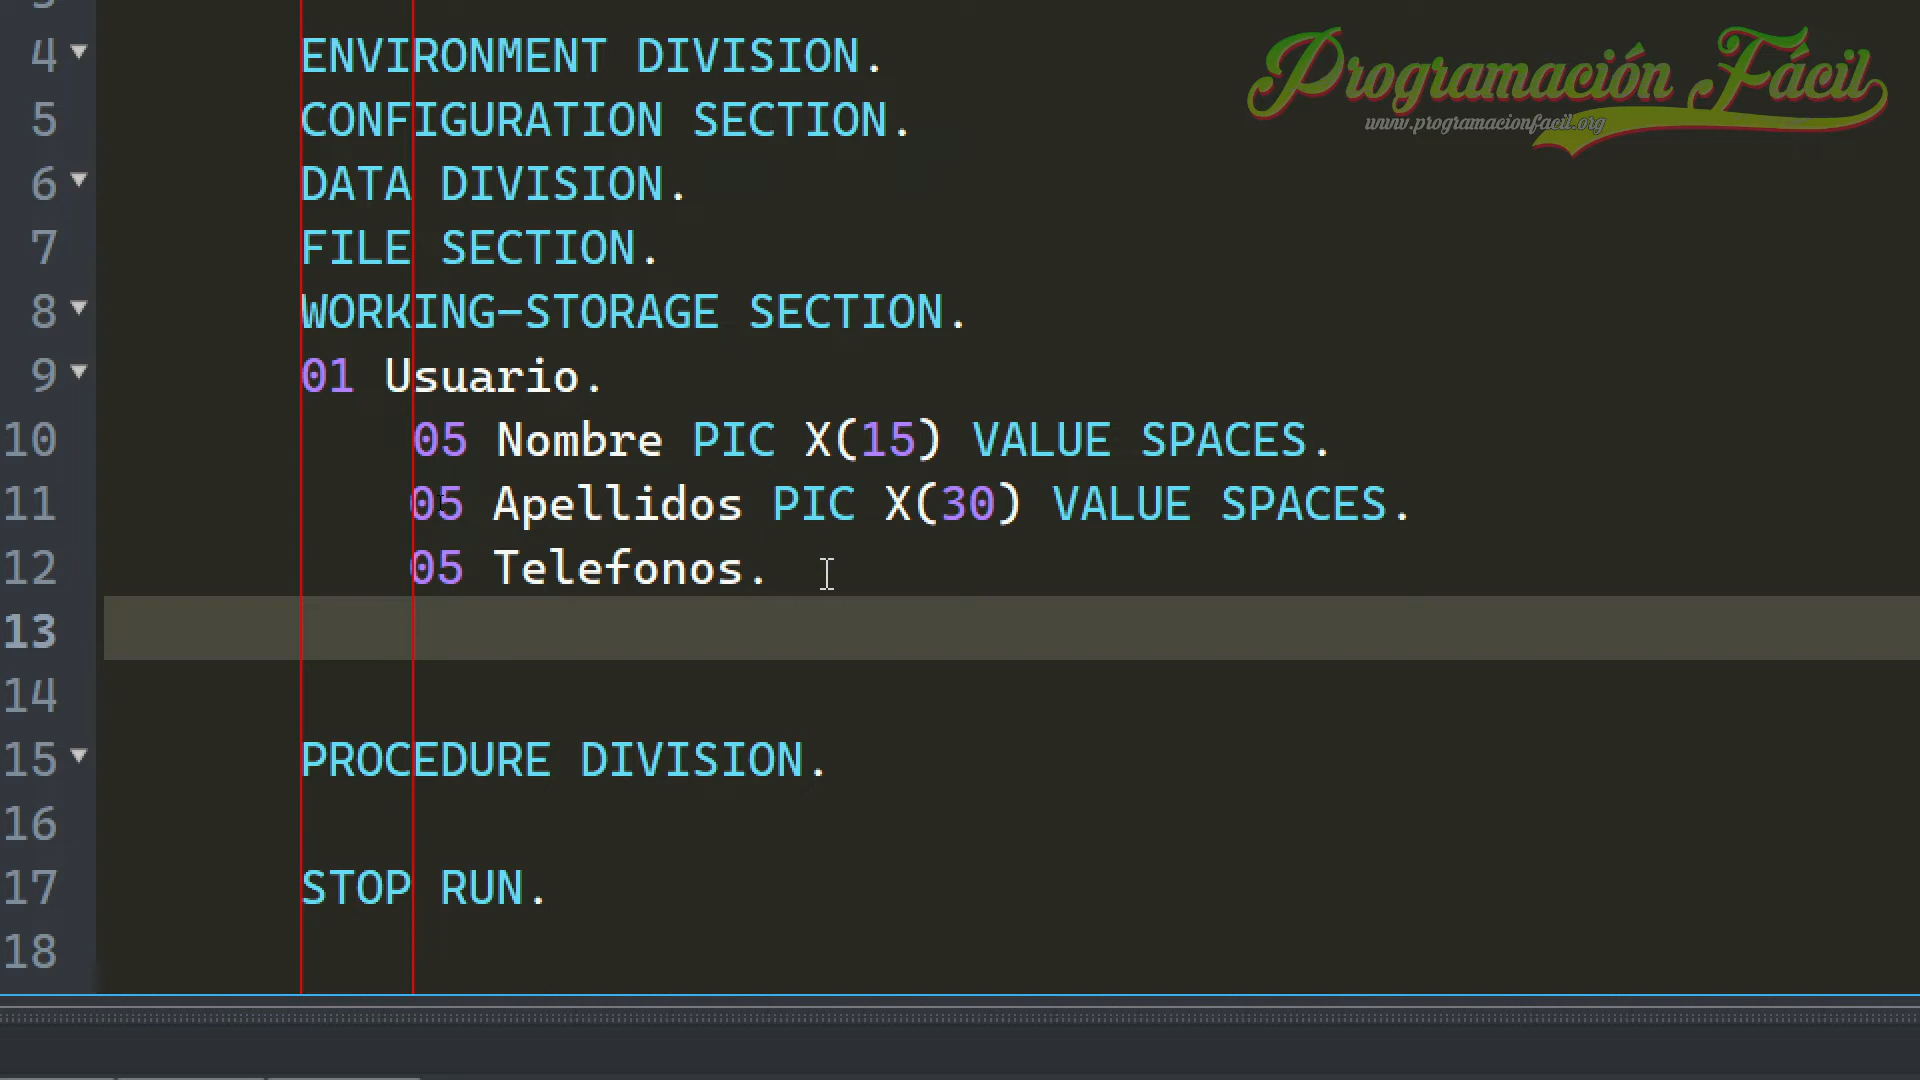 Programación Fácil
www.programacionfacil.org
4 ENVIRONMENT DIVISION.
5 CONFIGURATION SECTION.
6 DATA DIVISION.
7 FILE SECTION.
8 WORKING-STORAGE SECTION.
9 01 Usuario.
10 05 Nombre PIC X(15) VALUE SPACES.
11 05 Apellidos PIC X(30) VALUE SPACES.
12 05 Telefonos.
13
14
15 PROCEDURE DIVISION.
16
17 STOP RUN.
18